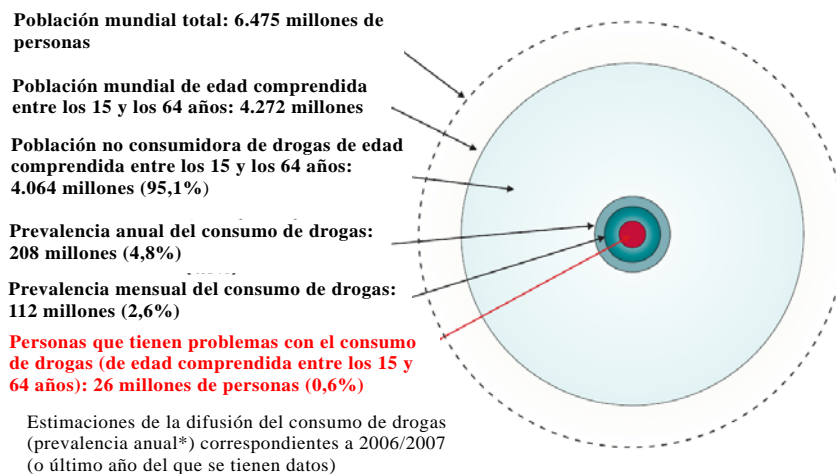 Población mundial total: 6.475 millones de
personas
Población mundial de edad comprendida
entre los 15 y los 64 años: 4.272 millones
Población no consumidora de drogas de edad
comprendida entre los 15 y los 64 años:
4.064 millones (95,1%)
Prevalencia anual del consumo de drogas:
208 millones (4,8%)
Prevalencia mensual del consumo de drogas:
112 millones (2,6%)
Personas que tienen problemas con el consumo
de drogas (de edad comprendida entre los 15 y
64 años): 26 millones de personas (0,6%)
Estimaciones de la difusión del consumo de drogas
(prevalencia anual*) correspondientes a 2006/2007
(o último año del que se tienen datos)